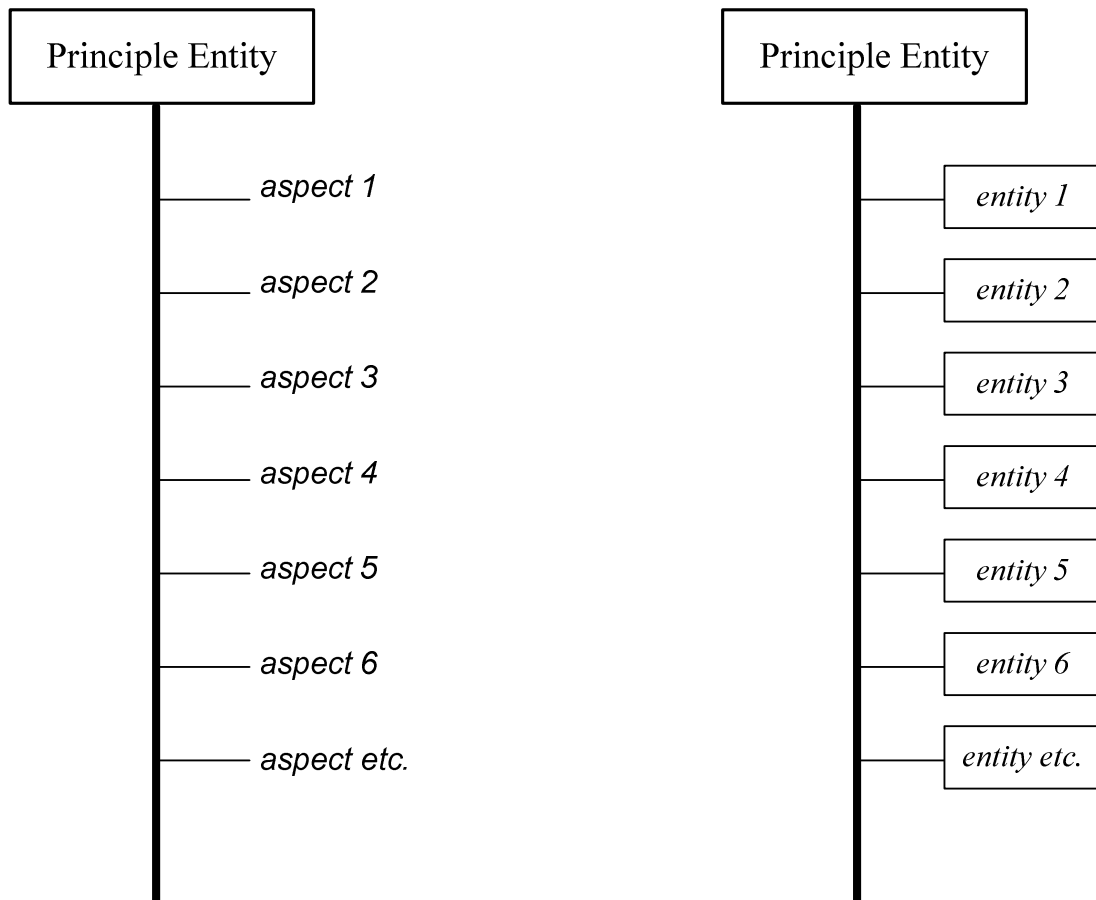 Principle Entity
aspect 1
aspect 2
aspect 3
aspect 4
aspect 5
aspect 6
aspect etc.
Principle Entity
entity 1
entity 2
entity 3
entity 4
entity 5
entity 6
entity etc.